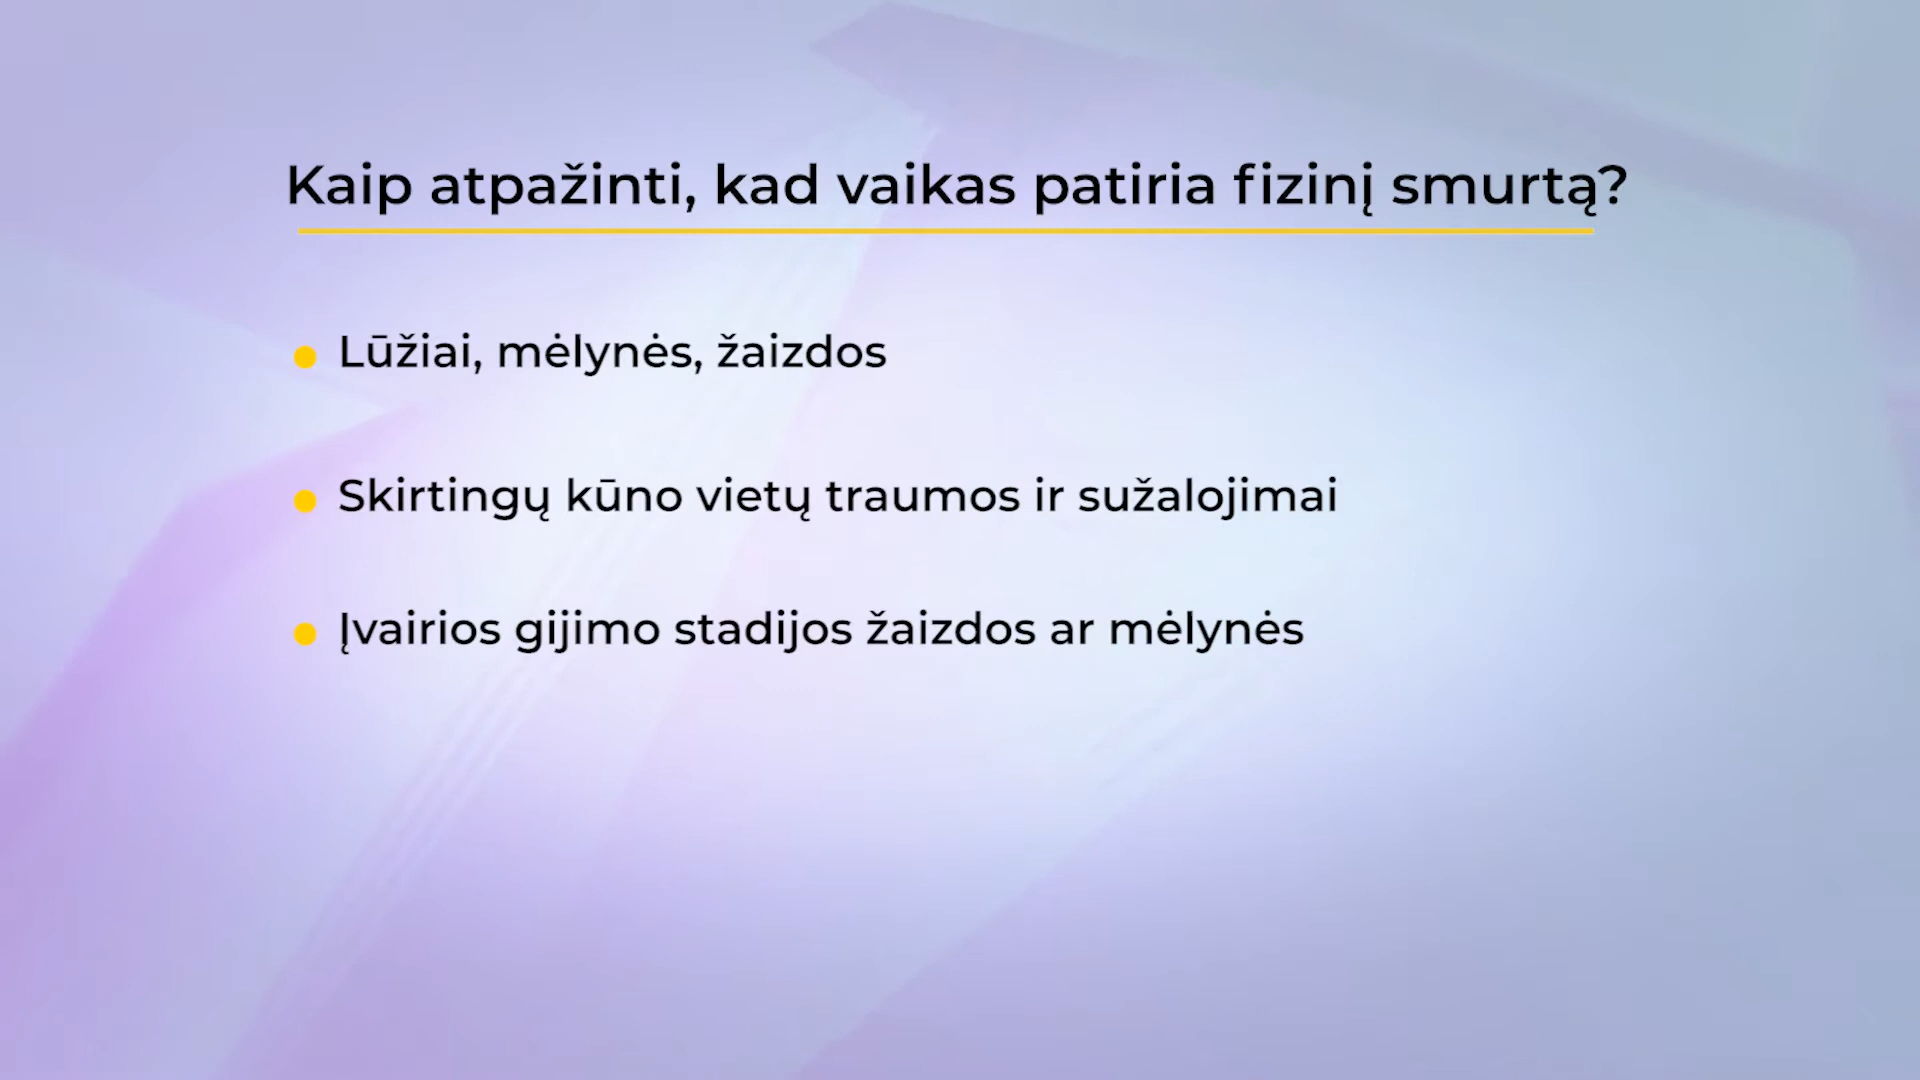 Kaip atpažinti, kad vaikas patiria fizinį smurtą?
Lūžiai, mėlynės, žaizdos
Skirtingų kūno vietų traumos ir sužalojimai
Įvairios gijimo stadijos žaizdos ar mėlynės